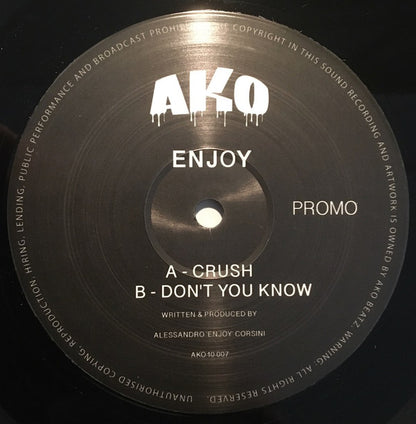 AKO
ENJOY
PROMO
A - CRUSH
B - DON'T YOU KNOW
WRITTEN & PRODUCED BY
ALESSANDRO 'ENJOY' CORSINI
AKO10 007
THE COPYRIGHT IN THIS SOUND RECORDING AND ARTWORK IS OWNED BY AKO BEATZ. WARNING: ALL RIGHTS RESERVED. UNAUTHORISED COPYING, REPRODUCTION, HIRING, LENDING, PUBLIC PERFORMANCE AND BROADCAST PROHIBITED